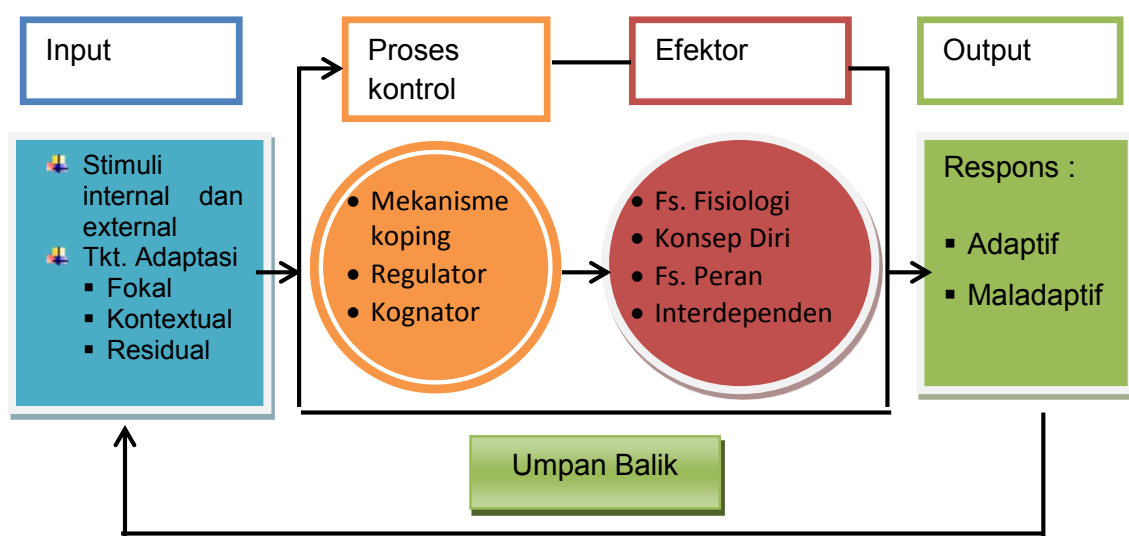 Input
Proses
kontrol
Efektor
Output
Stimuli
internal dan
external
Tkt. Adaptasi
▪ Fokal
▪ Kontextual
▪ Residual
• Mekanisme
koping
• Regulator
• Kognator
• Fs. Fisiologi
• Konsep Diri
• Fs. Peran
• Interdependen
Respons :
▪ Adaptif
▪ Maladaptif
Umpan Balik